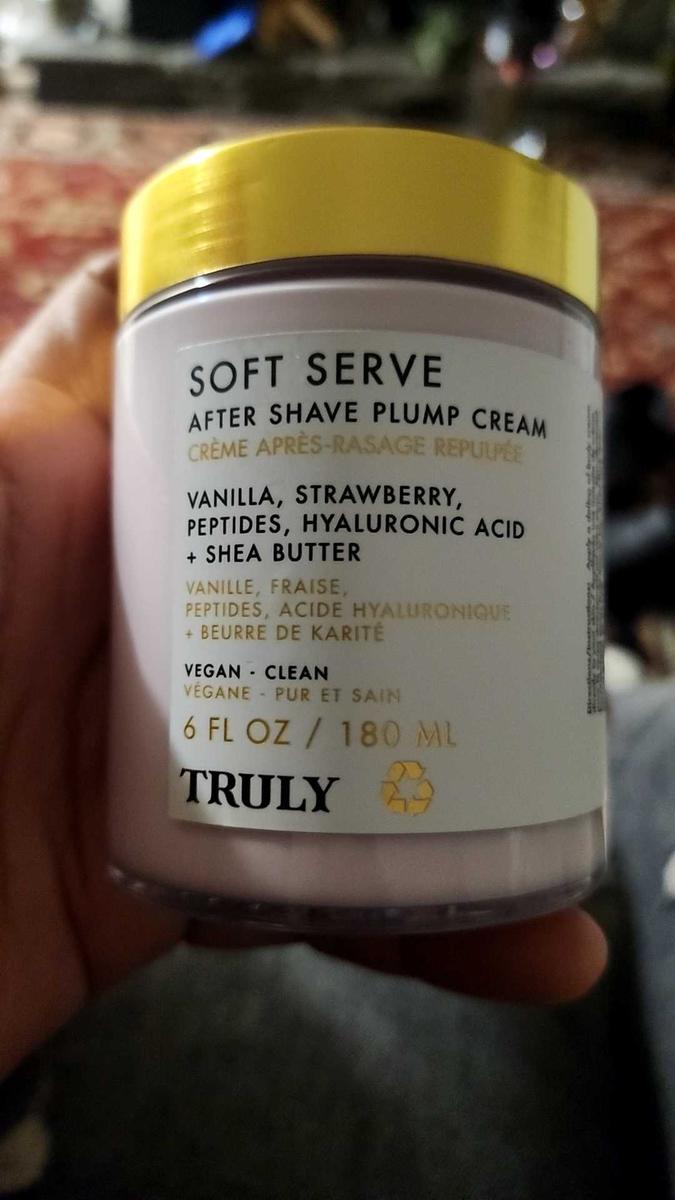 SOFT SERVE
AFTER SHAVE PLUMP CREAM
CRÈME APRÈS-RASAGE REPULPÉE
VANILLA, STRAWBERRY,
PEPTIDES, HYALURONIC ACID
+ SHEA BUTTER
VANILLE, FRAISE,
PEPTIDES, ACIDE HYALURONIQUE
+ BEURRE DE KARITÉ
VEGAN - CLEAN
VÉGANE - PUR ET SAIN
6 FL OZ / 180 ML
TRULY